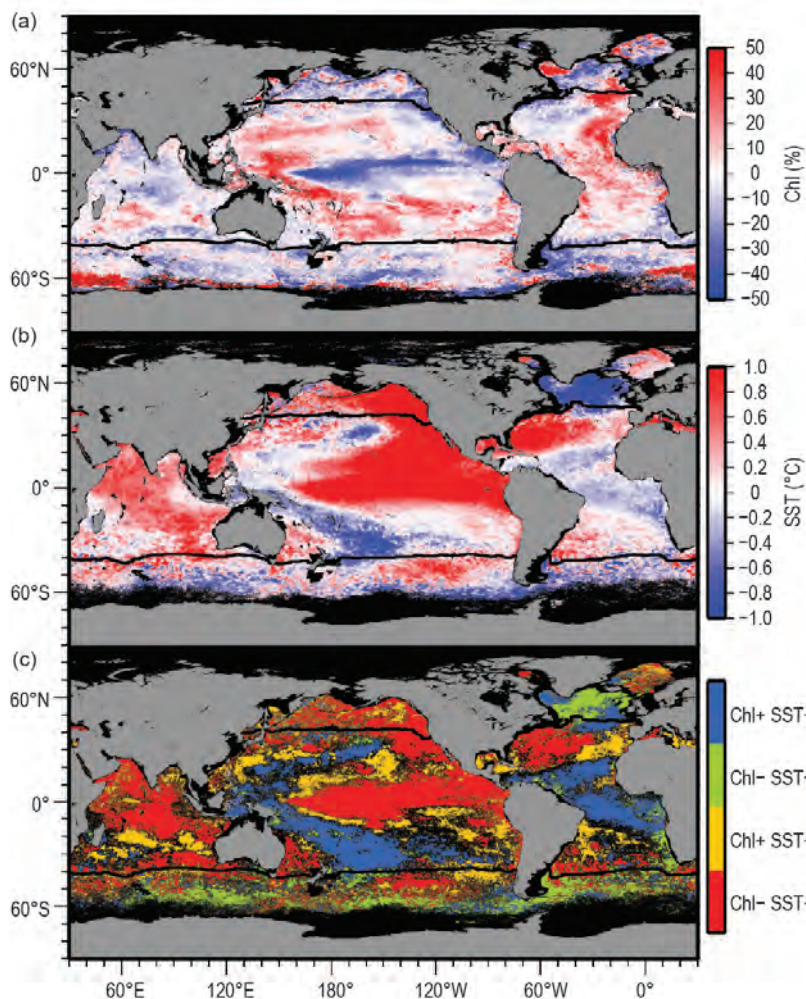 (a)
60°N
0°
60°S
50
40
30
20
10
0
−10
−20
−30
−40
−50
Chl (%)
(b)
60°N
0°
60°S
1.0
0.8
0.6
0.4
0.2
0
−0.2
−0.4
−0.6
−0.8
−1.0
SST (°C)
(c)
60°N
0°
60°S
Chl+ SST-
Chl− SST-
Chl+ SST-
Chl− SST-
60°E
120°E
180°
120°W
60°W
0°